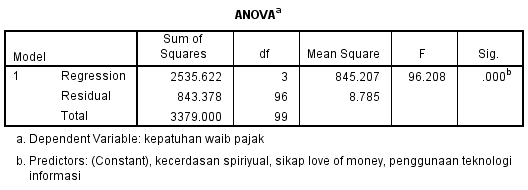 ANOVAa
Model Sum of Squares df Mean Square F Sig.
1 Regression 2535.622 3 845.207 96.208 .000b
Residual 843.378 96 8.785
Total 3379.000 99
a. Dependent Variable: kepatuhan waib pajak
b. Predictors: (Constant), kecerdasan spiriyual, sikap love of money, penggunaan teknologi
informasi